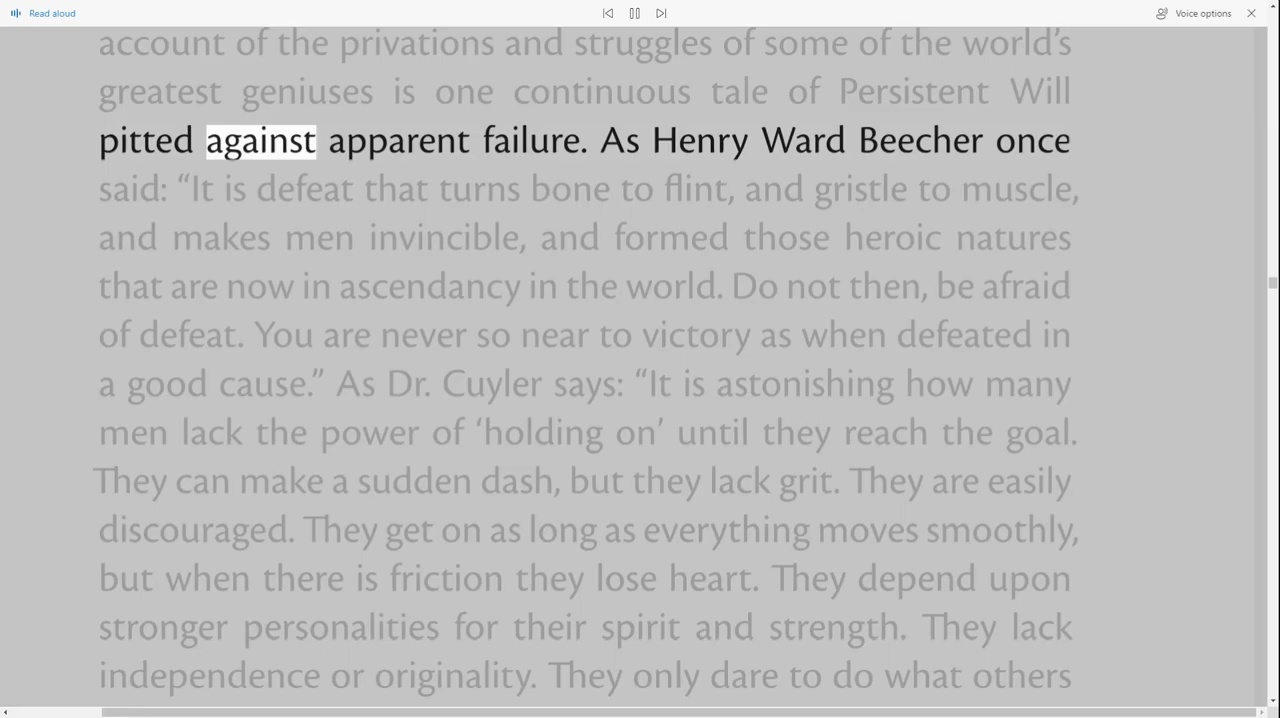 Read aloud
Voice options
account of the privations and struggles of some of the world’s
greatest geniuses is one continuous tale of Persistent Will
pitted against apparent failure. As Henry Ward Beecher once
said: “It is defeat that turns bone to flint, and gristle to muscle,
and makes men invincible, and formed those heroic natures
that are now in ascendancy in the world. Do not then, be afraid
of defeat. You are never so near to victory as when defeated in
a good cause.” As Dr. Cuyler says: “It is astonishing how many
men lack the power of ‘holding on’ until they reach the goal.
They can make a sudden dash, but they lack grit. They are easily
discouraged. They get on as long as everything moves smoothly,
but when there is friction they lose heart. They depend upon
stronger personalities for their spirit and strength. They lack
independence or originality. They only dare to do what others